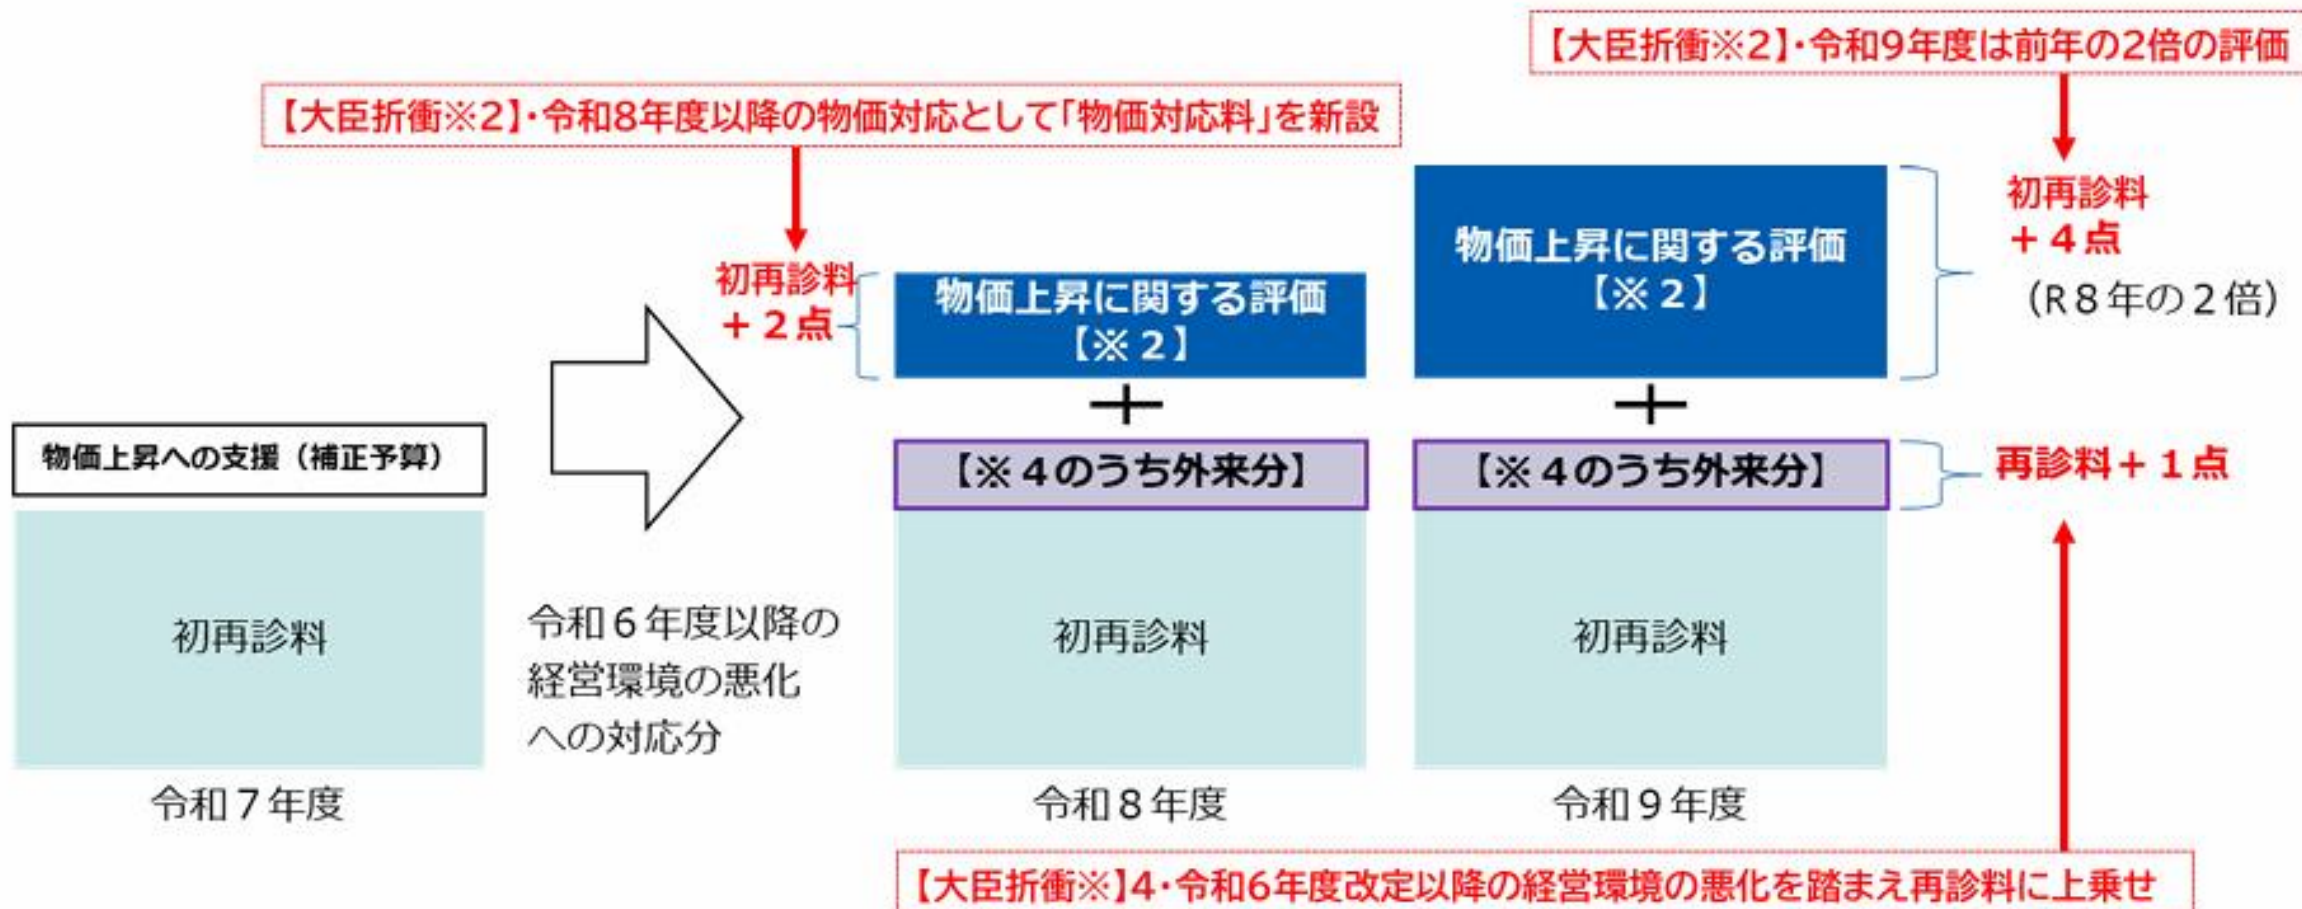 【大臣折衝※2】・令和9年度は前年の2倍の評価
【大臣折衝※2】・令和8年度以降の物価対応として「物価対応料」を新設
初再診料
＋２点
物価上昇に関する評価
【※２】
物価上昇に関する評価
【※２】
初再診料
＋４点
（R８年の２倍）
＋
＋
物価上昇への支援（補正予算）
【※４のうち外来分】
【※４のうち外来分】
再診料＋１点
初再診料
令和６年度以降の
経営環境の悪化
への対応分
初再診料
初再診料
令和７年度
令和８年度
令和９年度
【大臣折衝※】4・令和6年度改定以降の経営環境の悪化を踏まえ再診料に上乗せ